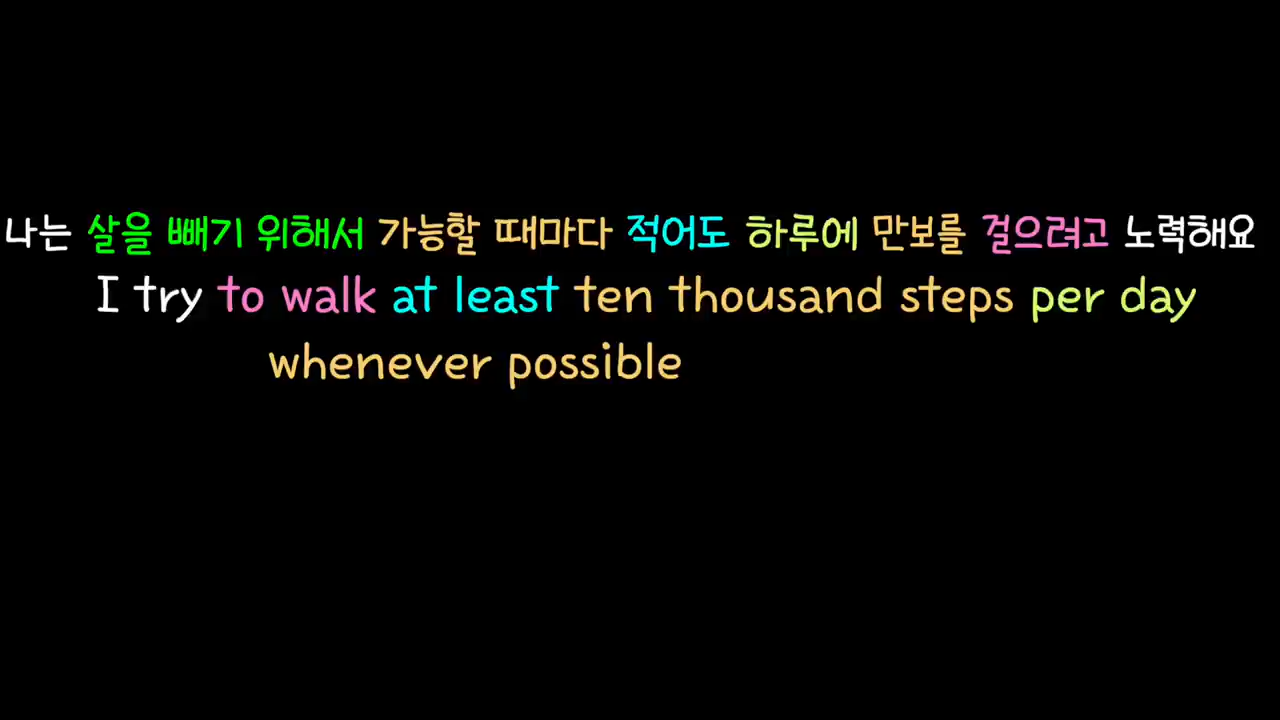 나는 살을 빼기 위해서 가능할 때마다 적어도 하루에 만보를 걸으려고 노력해요
I try to walk at least ten thousand steps per day
whenever possible